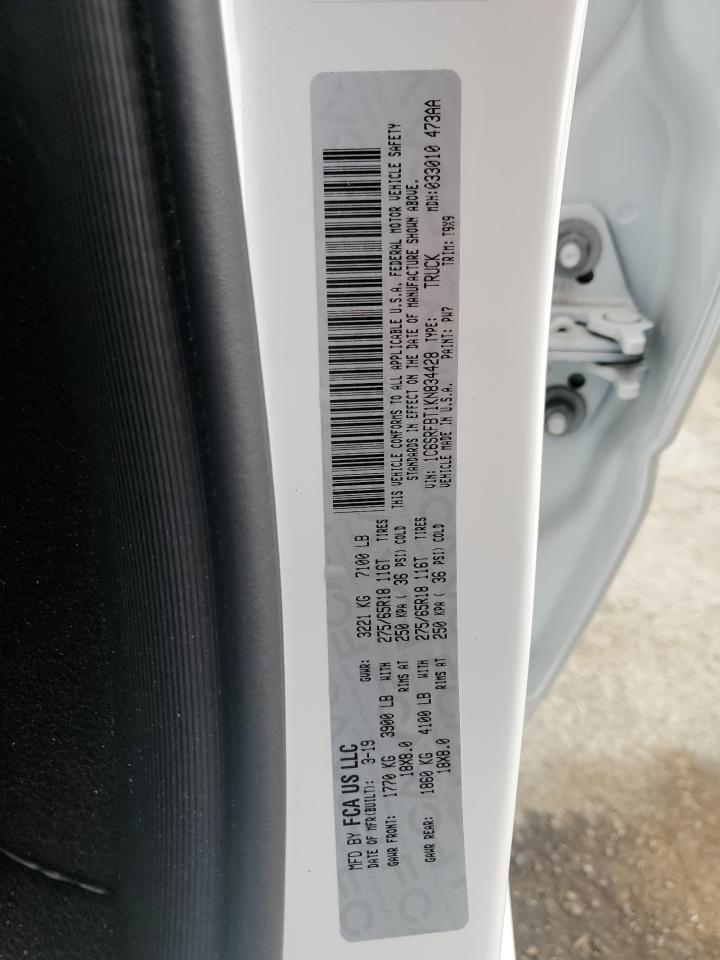 MFD BY FCA US LLC
DATE OF MFR(BUILT): 3-19 GVWR: 3221 KG 7100 LB
GAWR FRONT: 1770 KG 3900 LB WITH 275/65R18 116T TIRES
18X8.0 RIMS AT 250 KPA ( 36 PSI) COLD
GAWR REAR: 1860 KG 4100 LB WITH 275/65R18 116T TIRES
18X8.0 RIMS AT 250 KPA ( 36 PSI) COLD
THIS VEHICLE CONFORMS TO ALL APPLICABLE U.S.A. FEDERAL MOTOR VEHICLE SAFETY
STANDARDS IN EFFECT ON THE DATE OF MANUFACTURE SHOWN ABOVE.
VIN: 1C6SRFBT1KN834428 TYPE: TRUCK MDH:033010 473AA
VEHICLE MADE IN U.S.A. PAINT: PW7 TRIM: T9X9